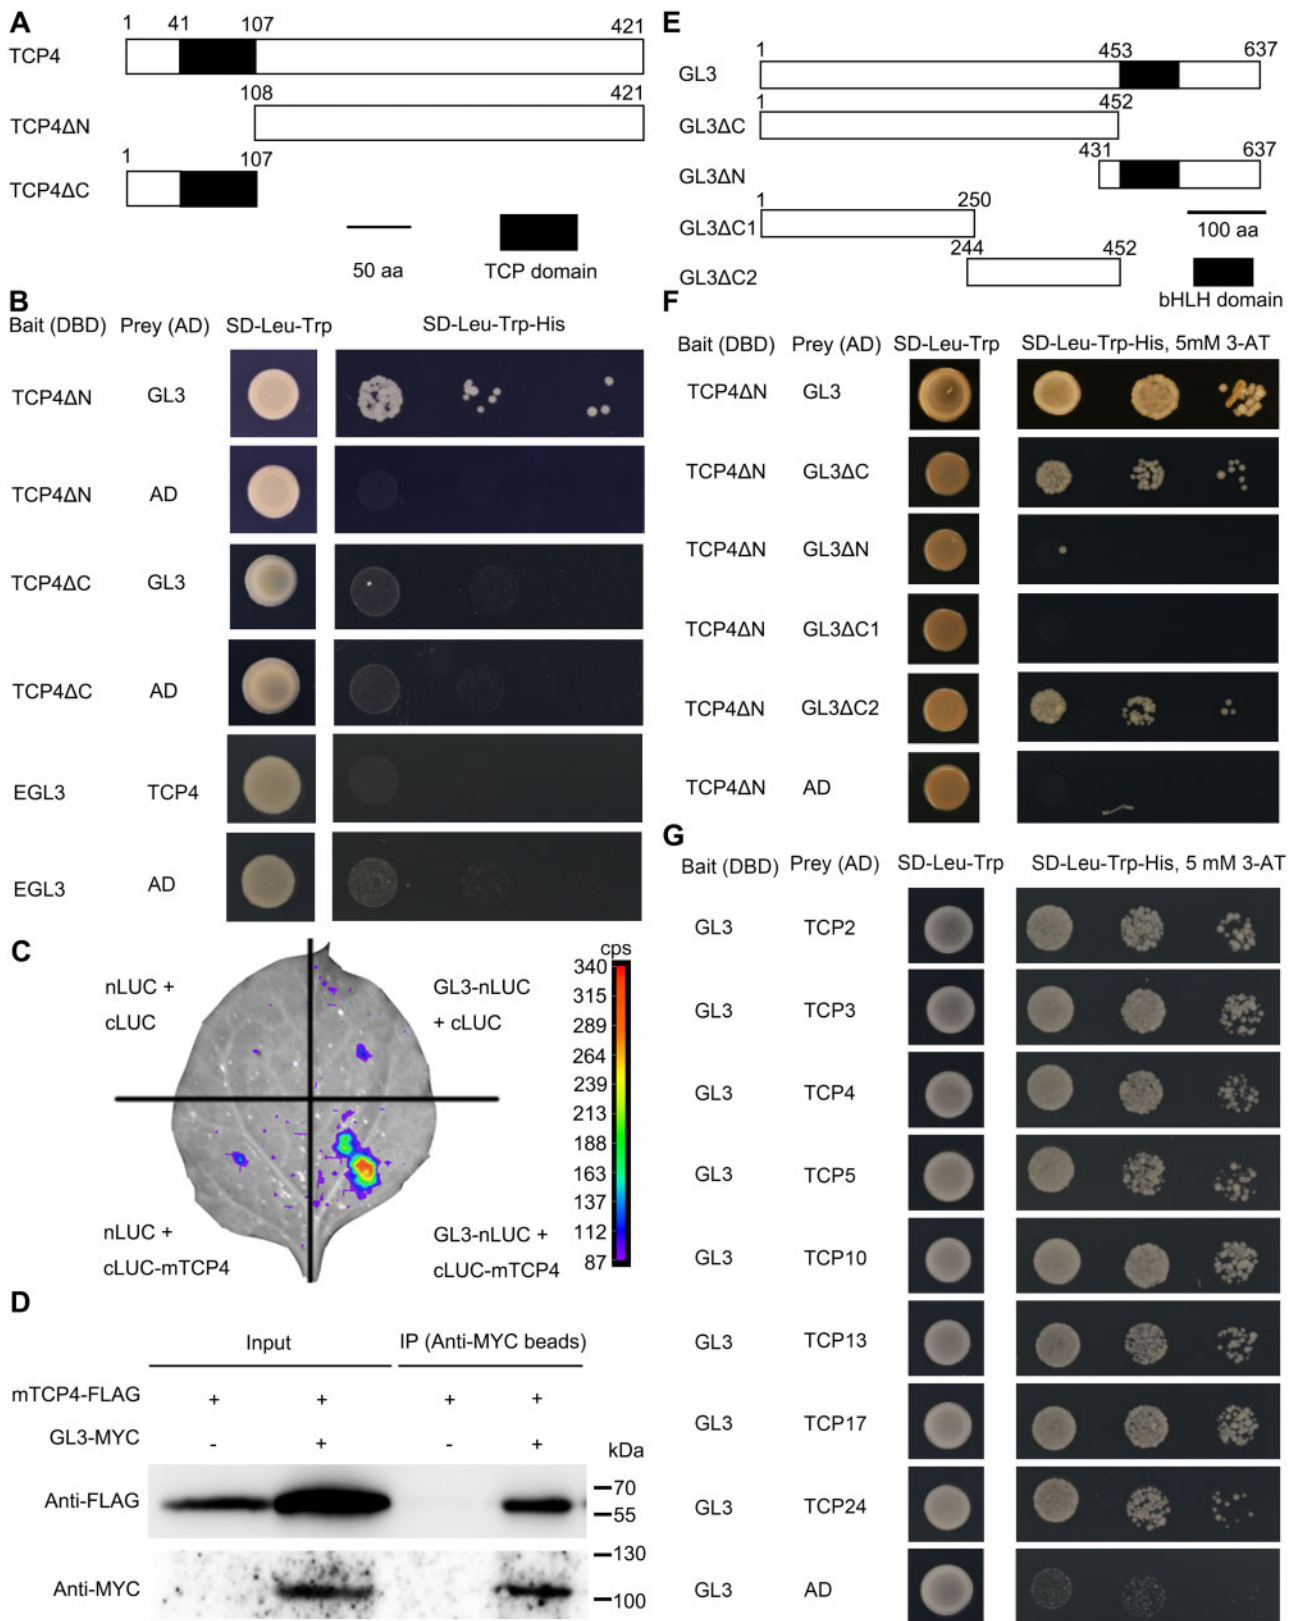 A
1 41 107 421
TCP4
108 421
TCP4ΔN
1 107
TCP4ΔC
50 aa
TCP domain
B
Bait (DBD) Prey (AD) SD-Leu-Trp SD-Leu-Trp-His
TCP4ΔN GL3
TCP4ΔN AD
TCP4ΔC GL3
TCP4ΔC AD
EGL3 TCP4
EGL3 AD
C
nLUC +
cLUC
GL3-nLUC
+ cLUC
nLUC +
cLUC-mTCP4
GL3-nLUC +
cLUC-mTCP4
cps
340
315
289
264
239
213
188
163
137
112
87
D
Input IP (Anti-MYC beads)
mTCP4-FLAG + + + +
GL3-MYC - + - +
kDa
Anti-FLAG
70
55
Anti-MYC
130
100
E
1 453 637
GL3
1 452
GL3ΔC
431 637
GL3ΔN
1 250
GL3ΔC1
100 aa
244 452
GL3ΔC2
bHLH domain
F
Bait (DBD) Prey (AD) SD-Leu-Trp SD-Leu-Trp-His, 5mM 3-AT
TCP4ΔN GL3
TCP4ΔN GL3ΔC
TCP4ΔN GL3ΔN
TCP4ΔN GL3ΔC1
TCP4ΔN GL3ΔC2
TCP4ΔN AD
G
Bait (DBD) Prey (AD) SD-Leu-Trp SD-Leu-Trp-His, 5 mM 3-AT
GL3 TCP2
GL3 TCP3
GL3 TCP4
GL3 TCP5
GL3 TCP10
GL3 TCP13
GL3 TCP17
GL3 TCP24
GL3 AD